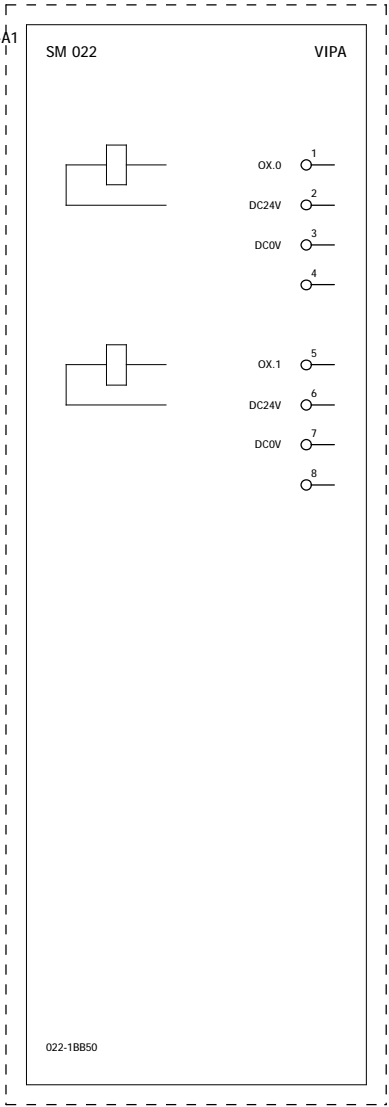 A1
SM 022 VIPA
OX.0 1
DC24V 2
DC0V 3
4
OX.1 5
DC24V 6
DC0V 7
8
022-1BB50